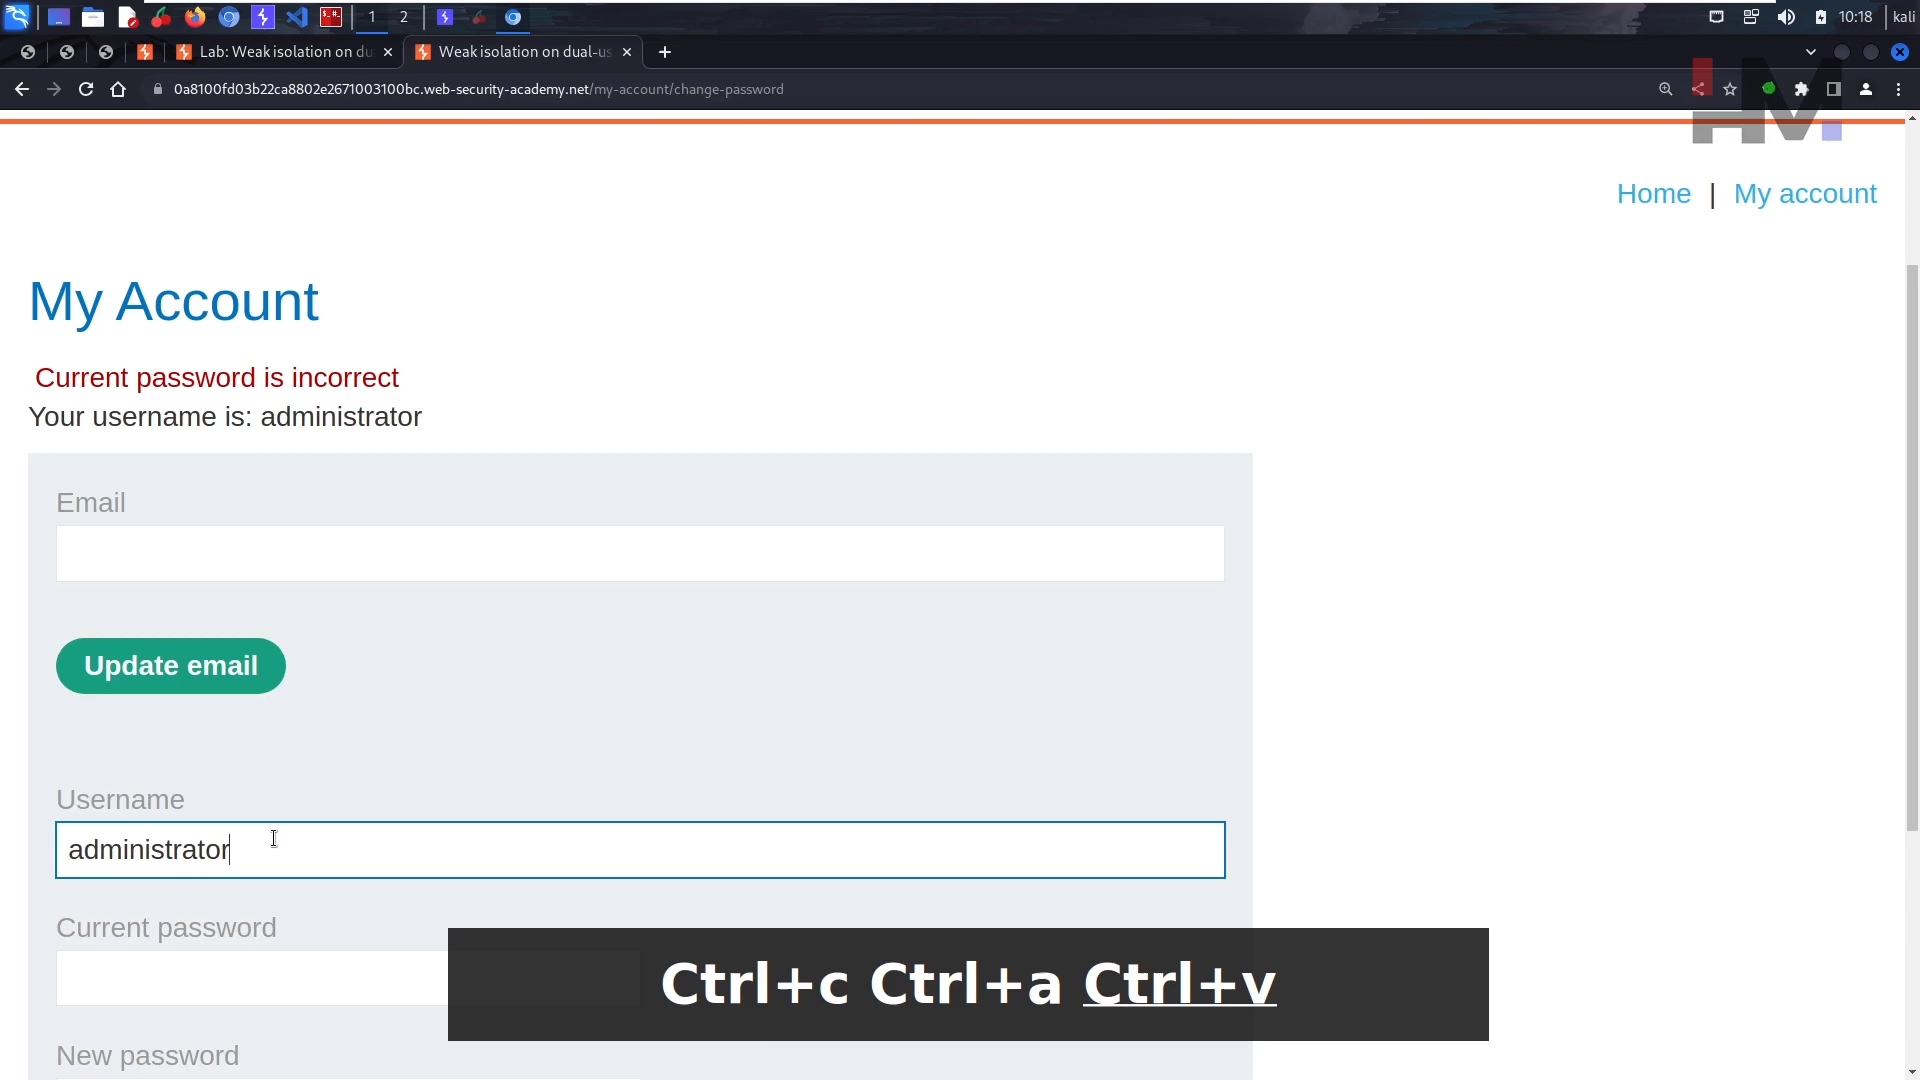 1 2 10:18 kali
Lab: Weak isolation on du Weak isolation on dual-us
0a8100fd03b22ca8802e2671003100bc.web-security-academy.net/my-account/change-password
HM.
Home | My account
My Account
Current password is incorrect
Your username is: administrator
Email
Update email
Username
administrator
Current password
Ctrl+c Ctrl+a Ctrl+v
New password